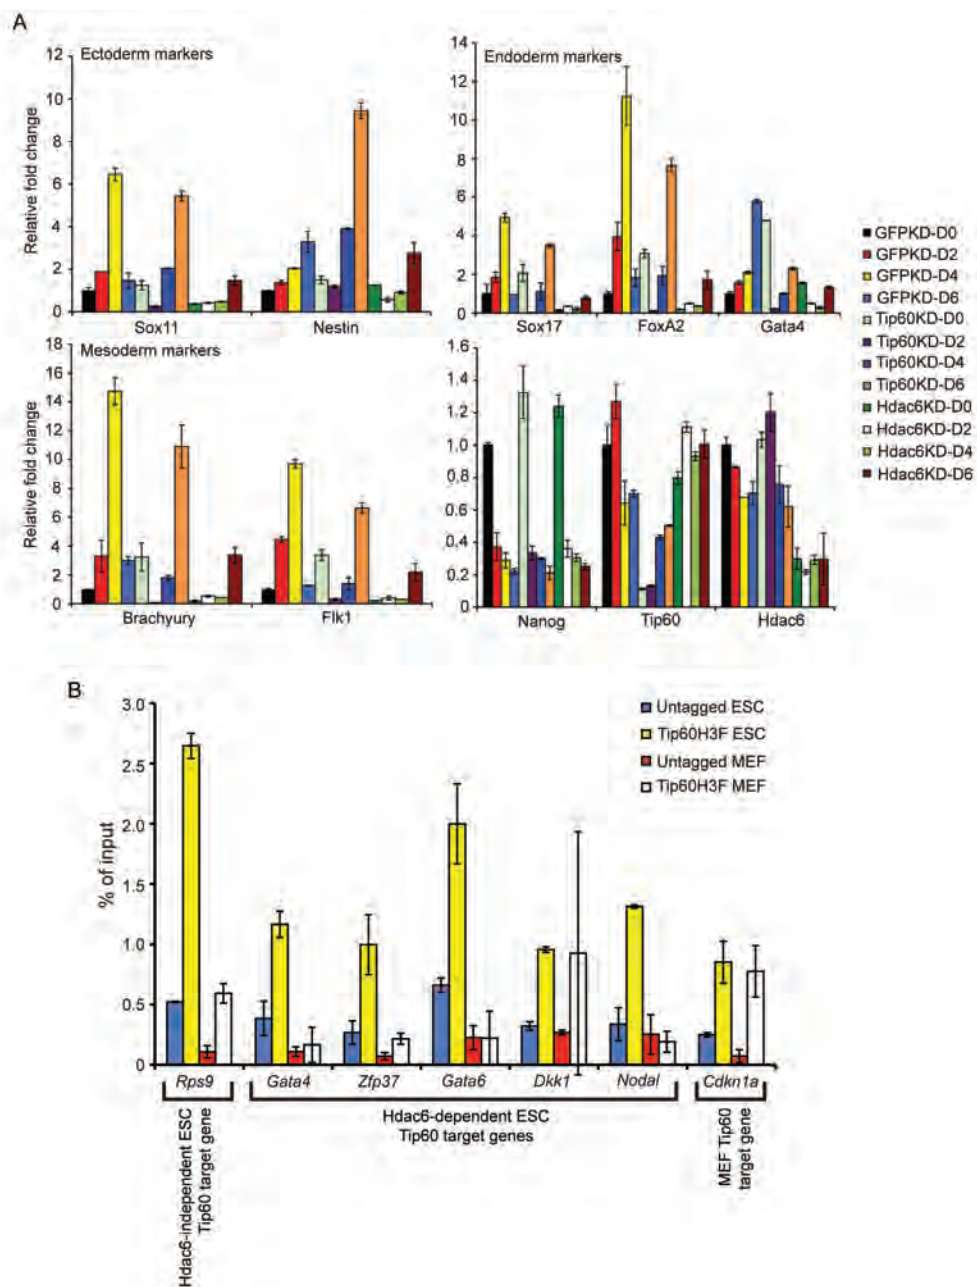 A
Ectoderm markers
12
10
8
6
4
2
0
Relative fold change
Sox11
Nestin
Endoderm markers
14
12
10
8
6
4
2
0
Sox17
FoxA2
Gata4
Mesoderm markers
18
16
14
12
10
8
6
4
2
0
Relative fold change
Brachyury
Flk1
1.6
1.4
1.2
1.0
0.8
0.6
0.4
0.2
0
Nanog
Tip60
Hdac6
GFPKD-D0
GFPKD-D2
GFPKD-D4
GFPKD-D6
Tip60KD-D0
Tip60KD-D2
Tip60KD-D4
Tip60KD-D6
Hdac6KD-D0
Hdac6KD-D2
Hdac6KD-D4
Hdac6KD-D6
B
3.0
2.5
2.0
1.5
1.0
0.5
0
% of input
Untagged ESC
Tip60H3F ESC
Untagged MEF
Tip60H3F MEF
Rps9
Gata4
Zfp37
Gata6
Dkk1
Nodal
Cdkn1a
Hdac6-independent ESC
Tip60 target gene
Hdac6-dependent ESC
Tip60 target genes
MEF Tip60
target gene